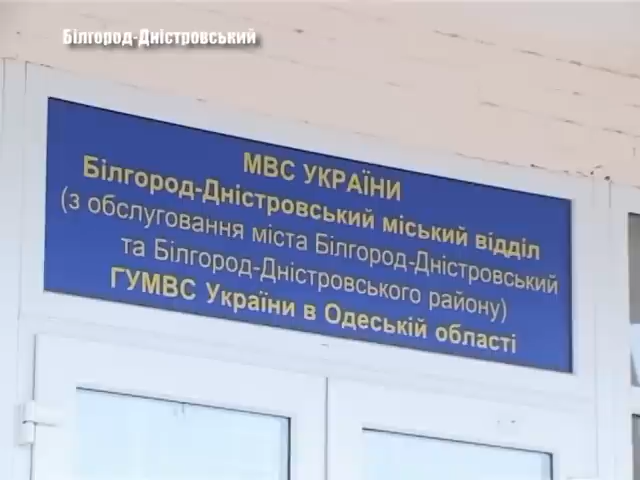 Білгород-Дністровський
МВС УКРАЇНИ
Білгород-Дністровський міський відділ
(з обслуговання міста Білгород-Дністровський
та Білгород-Дністровського району)
ГУМВС України в Одеській області